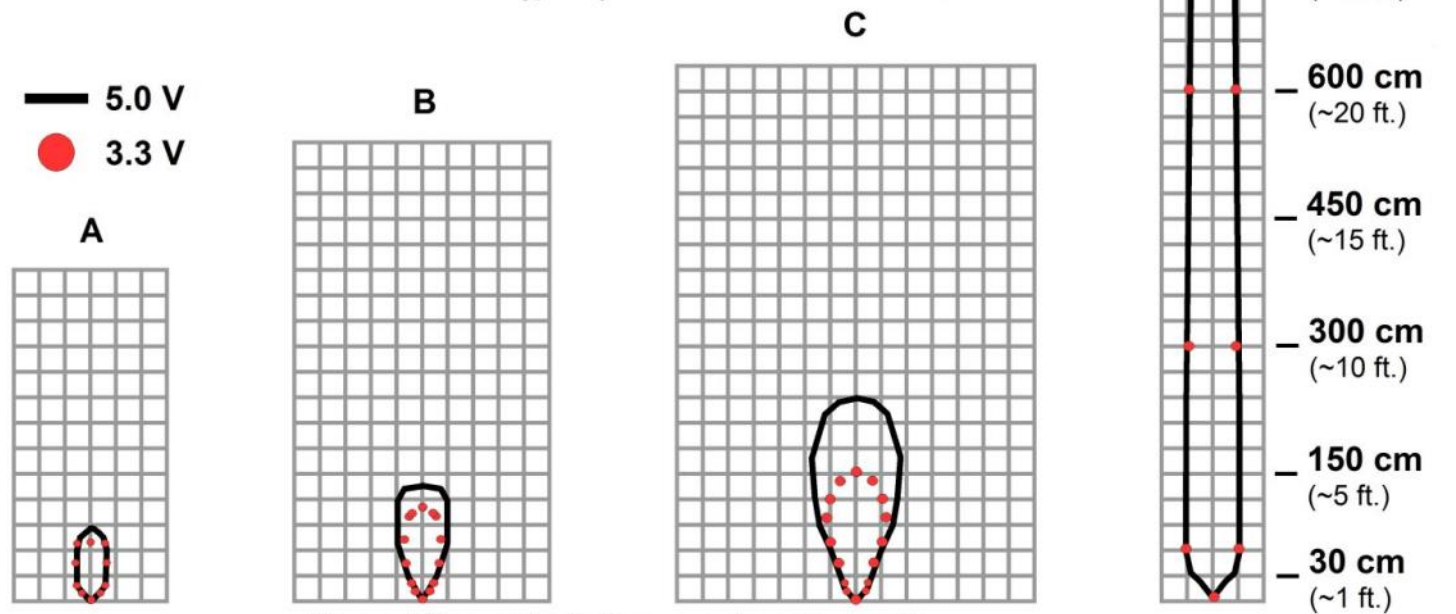 5.0 V
3.3 V
A
B
C
600 cm
(~20 ft.)
450 cm
(~15 ft.)
300 cm
(~10 ft.)
150 cm
(~5 ft.)
30 cm
(~1 ft.)